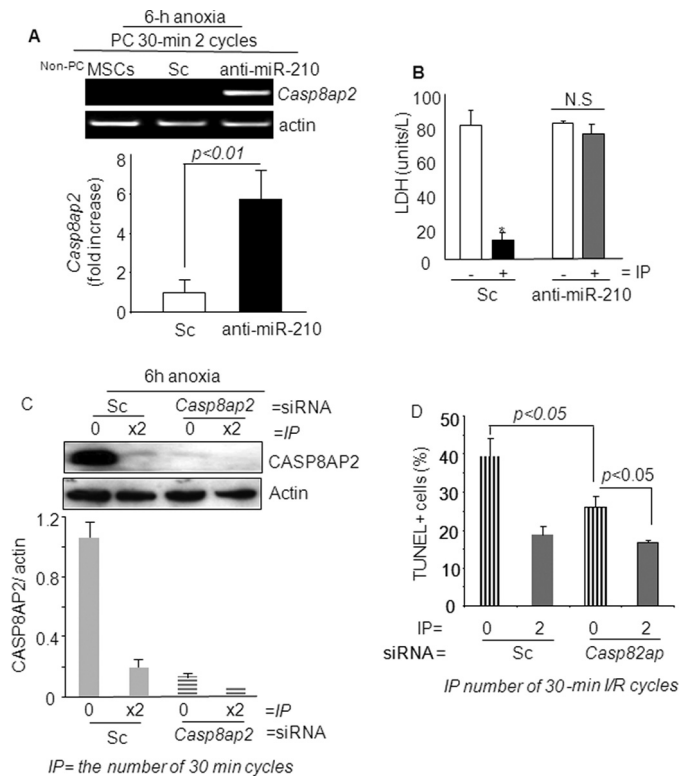 A
6-h anoxia
PC 30-min 2 cycles
Non-PC MSCs Sc anti-miR-210
Casp8ap2
actin
8
6
4
2
0
Casp8ap2
(fold increase)
p<0.01
Sc anti-miR-210
B
100
80
60
40
20
0
LDH (units/L)
N.S
*
- + - + = IP
Sc anti-miR-210
C
6h anoxia
Sc Casp8ap2 =siRNA
0 x2 0 x2 =IP
CASP8AP2
Actin
1.2
0.8
0.4
0
CASP8AP2/ actin
0 x2 0 x2 =IP
Sc Casp8ap2 =siRNA
IP= the number of 30 min cycles
D
50
40
30
20
10
0
TUNEL+ cells (%)
p<0.05
p<0.05
IP= 0 2 0 2
siRNA= Sc Casp82ap
IP number of 30-min I/R cycles